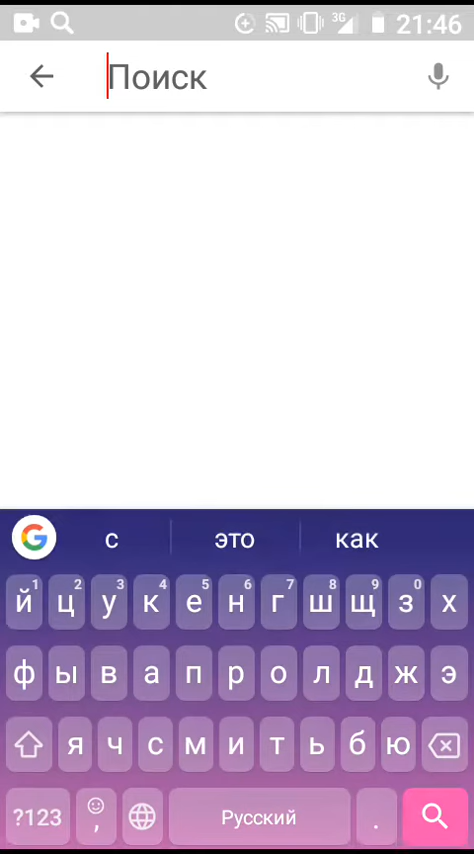 3G 21:46
Поиск
с это как
й1 ц2 у3 к4 е5 н6 г7 ш8 щ9 з0 х
ф ы в а п р о л д ж э
я ч с м и т ь б ю
?123 , Русский .